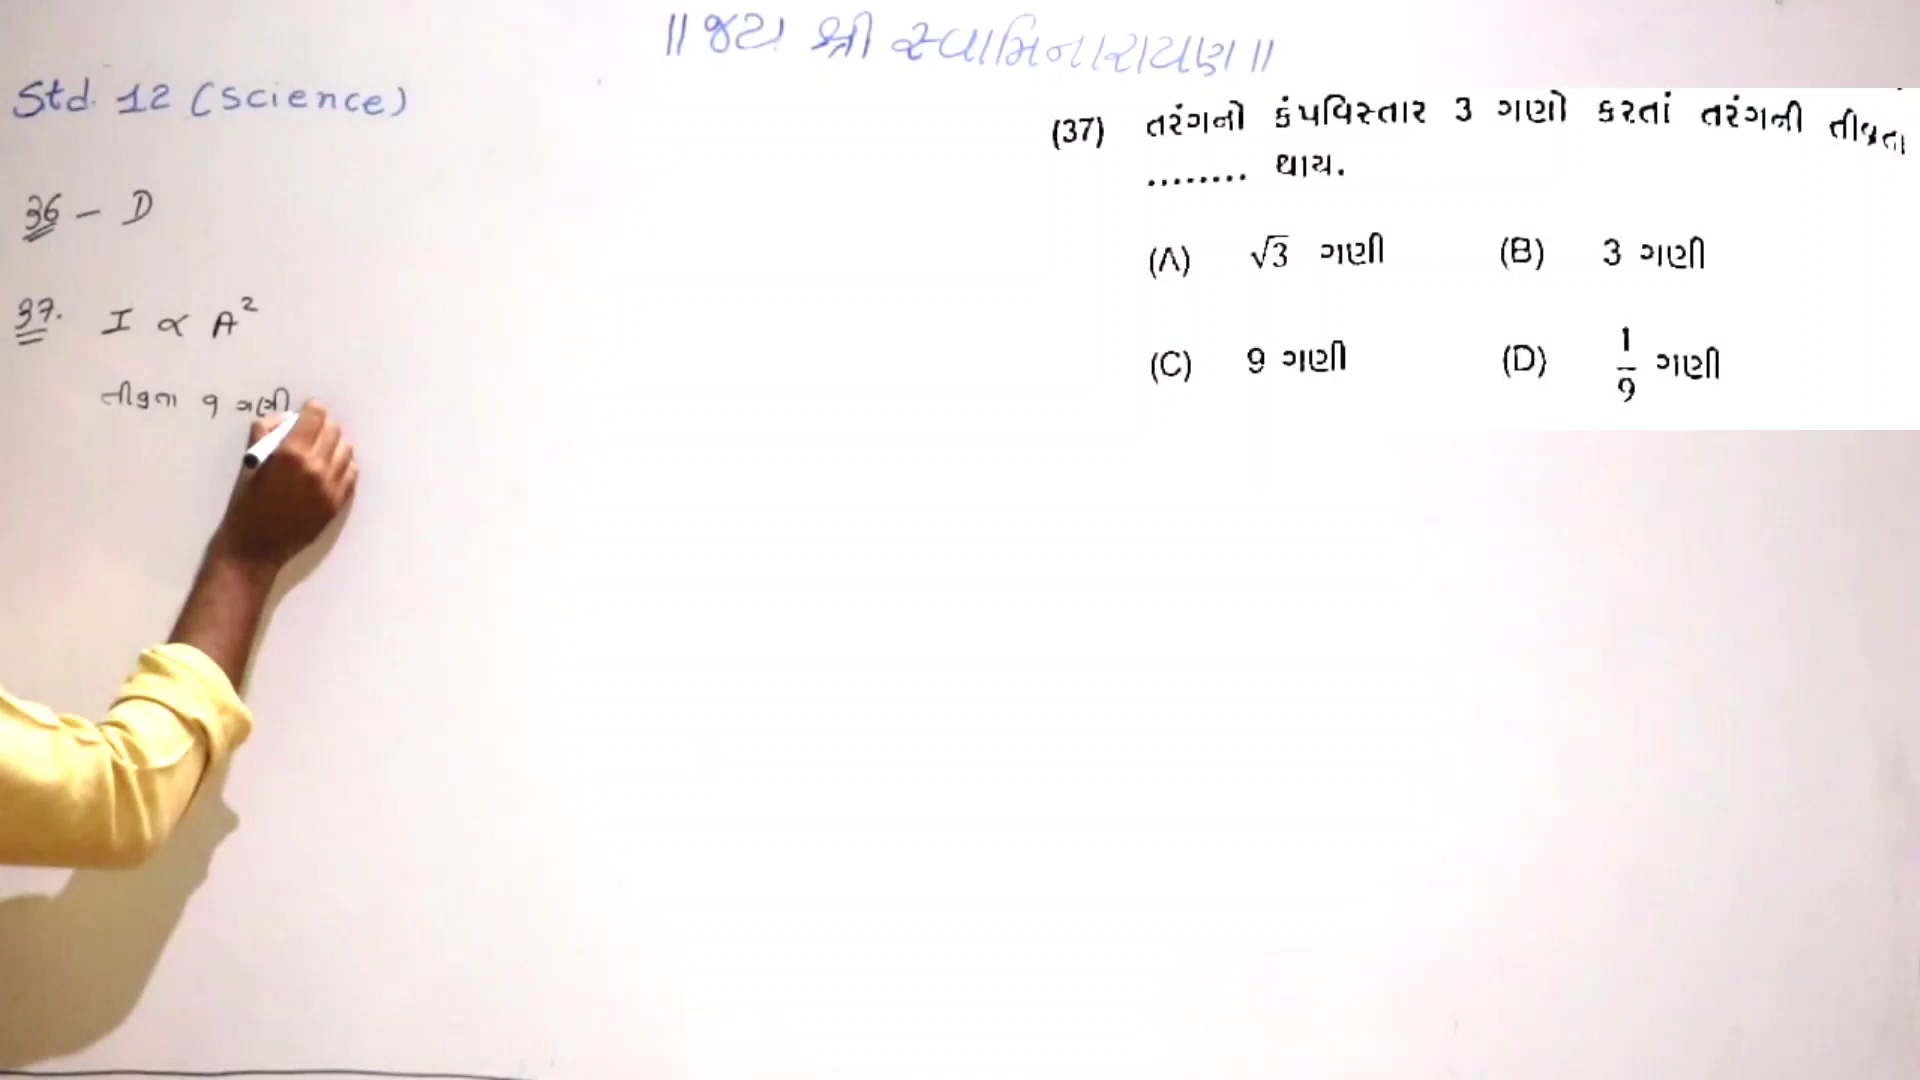 ॥ જય શ્રી સ્વામિનારાયણ ॥
Std. 12 (Science)
36 - D
37. I ∝ A²
તીવ્રતા 9 ગણી
(37) તરંગનો કંપવિસ્તાર 3 ગણો કરતાં તરંગની તીવ્રતા
........ થાય.
(A) √3 ગણી (B) 3 ગણી
(C) 9 ગણી (D) 1/9 ગણી